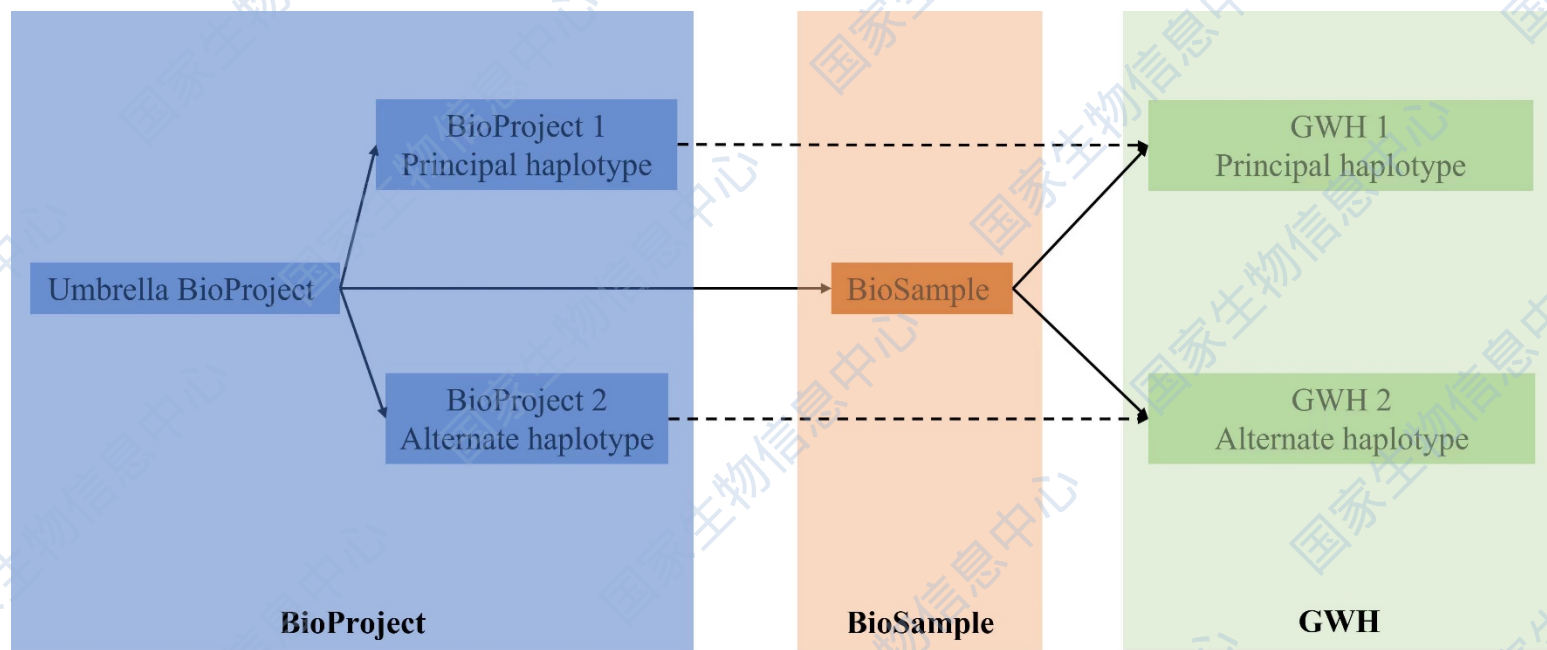 BioProject 1
Principal haplotype
GWH 1
Principal haplotype
Umbrella BioProject
BioSample
BioProject 2
Alternate haplotype
GWH 2
Alternate haplotype
BioProject
BioSample
GWH
国家生物信息中心